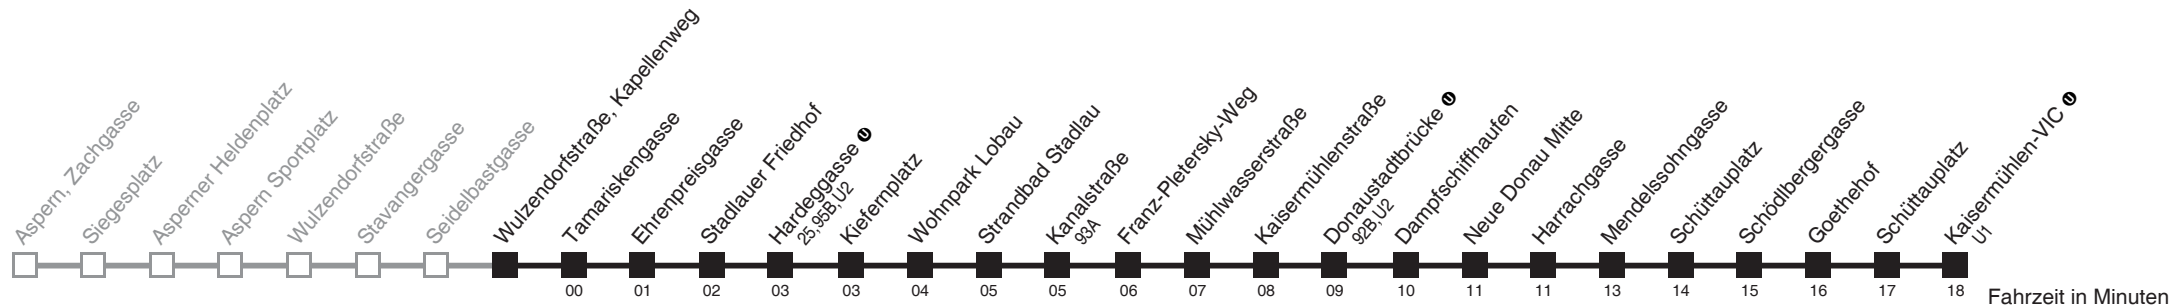 Aspern, Zachgasse
Siegesplatz
Asperner Heldenplatz
Aspern Sportplatz
Wulzendorfstraße
Stavangergasse
Seidelbastgasse
Wulzendorfstraße, Kapellenweg
Tamariskengasse
Ehrenpreisgasse
Stadlauer Friedhof
Hardeggasse U
25, 95B, U2
Kiefernplatz
Wohnpark Lobau
Strandbad Stadlau
Kanalstraße
93A
Franz-Pletersky-Weg
Mühlwasserstraße
Kaisermühlenstraße
Donaustadtbrücke U
92B, U2
Dampfschiffhaufen
Neue Donau Mitte
Harrachgasse
Mendelssohngasse
Schüttauplatz
Schödlbergergasse
Goethehof
Schüttauplatz
Kaisermühlen-VIC U
U1
00 01 02 03 03 04 05 05 06 07 08 09 10 11 11 13 14 15 16 17 18 Fahrzeit in Minuten